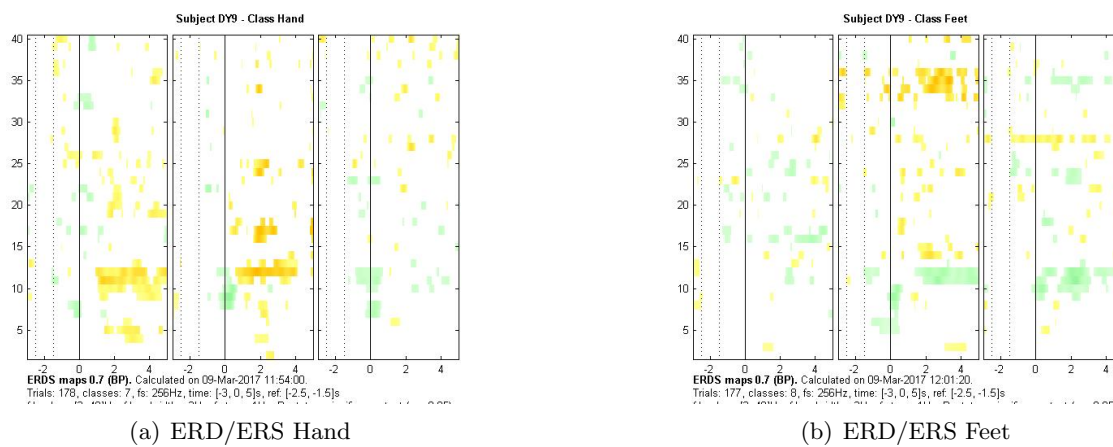 Subject DY9 - Class Hand
40
35
30
25
20
15
10
5
-2 0 2 4 -2 0 2 4 -2 0 2 4
ERDS maps 0.7 (BP). Calculated on 09-Mar-2017 11:54:00.
Trials: 178, classes: 7, fs: 256Hz, time: [-3, 0, 5]s, ref: [-2.5, -1.5]s
(a) ERD/ERS Hand
Subject DY9 - Class Feet
40
35
30
25
20
15
10
5
-2 0 2 4 -2 0 2 4 -2 0 2 4
ERDS maps 0.7 (BP). Calculated on 09-Mar-2017 12:01:20.
Trials: 177, classes: 8, fs: 256Hz, time: [-3, 0, 5]s, ref: [-2.5, -1.5]s
(b) ERD/ERS Feet